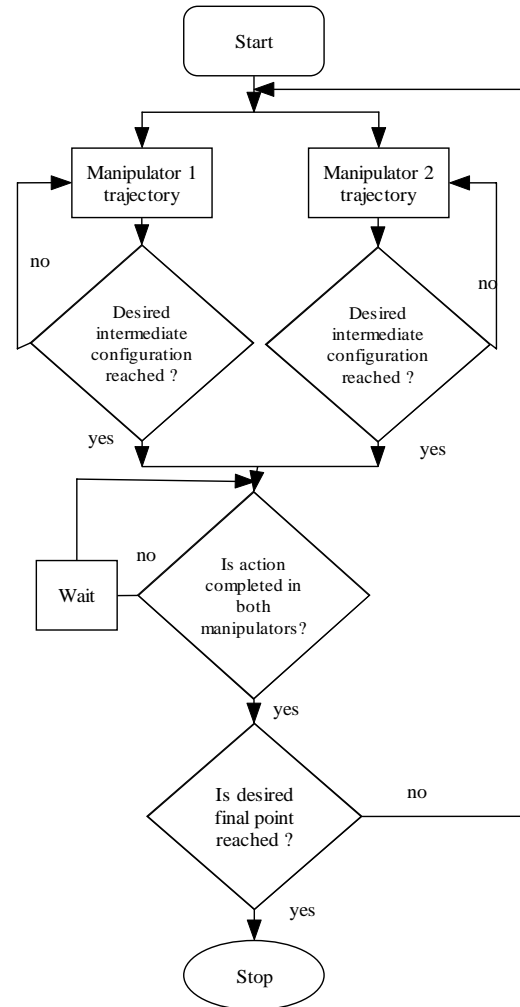 Start
Manipulator 1
trajectory
Manipulator 2
trajectory
no
no
Desired
intermediate
configuration
reached ?
Desired
intermediate
configuration
reached ?
yes
yes
no
Wait
Is action
completed in
both
manipulators?
yes
Is desired
final point
reached ?
no
yes
Stop